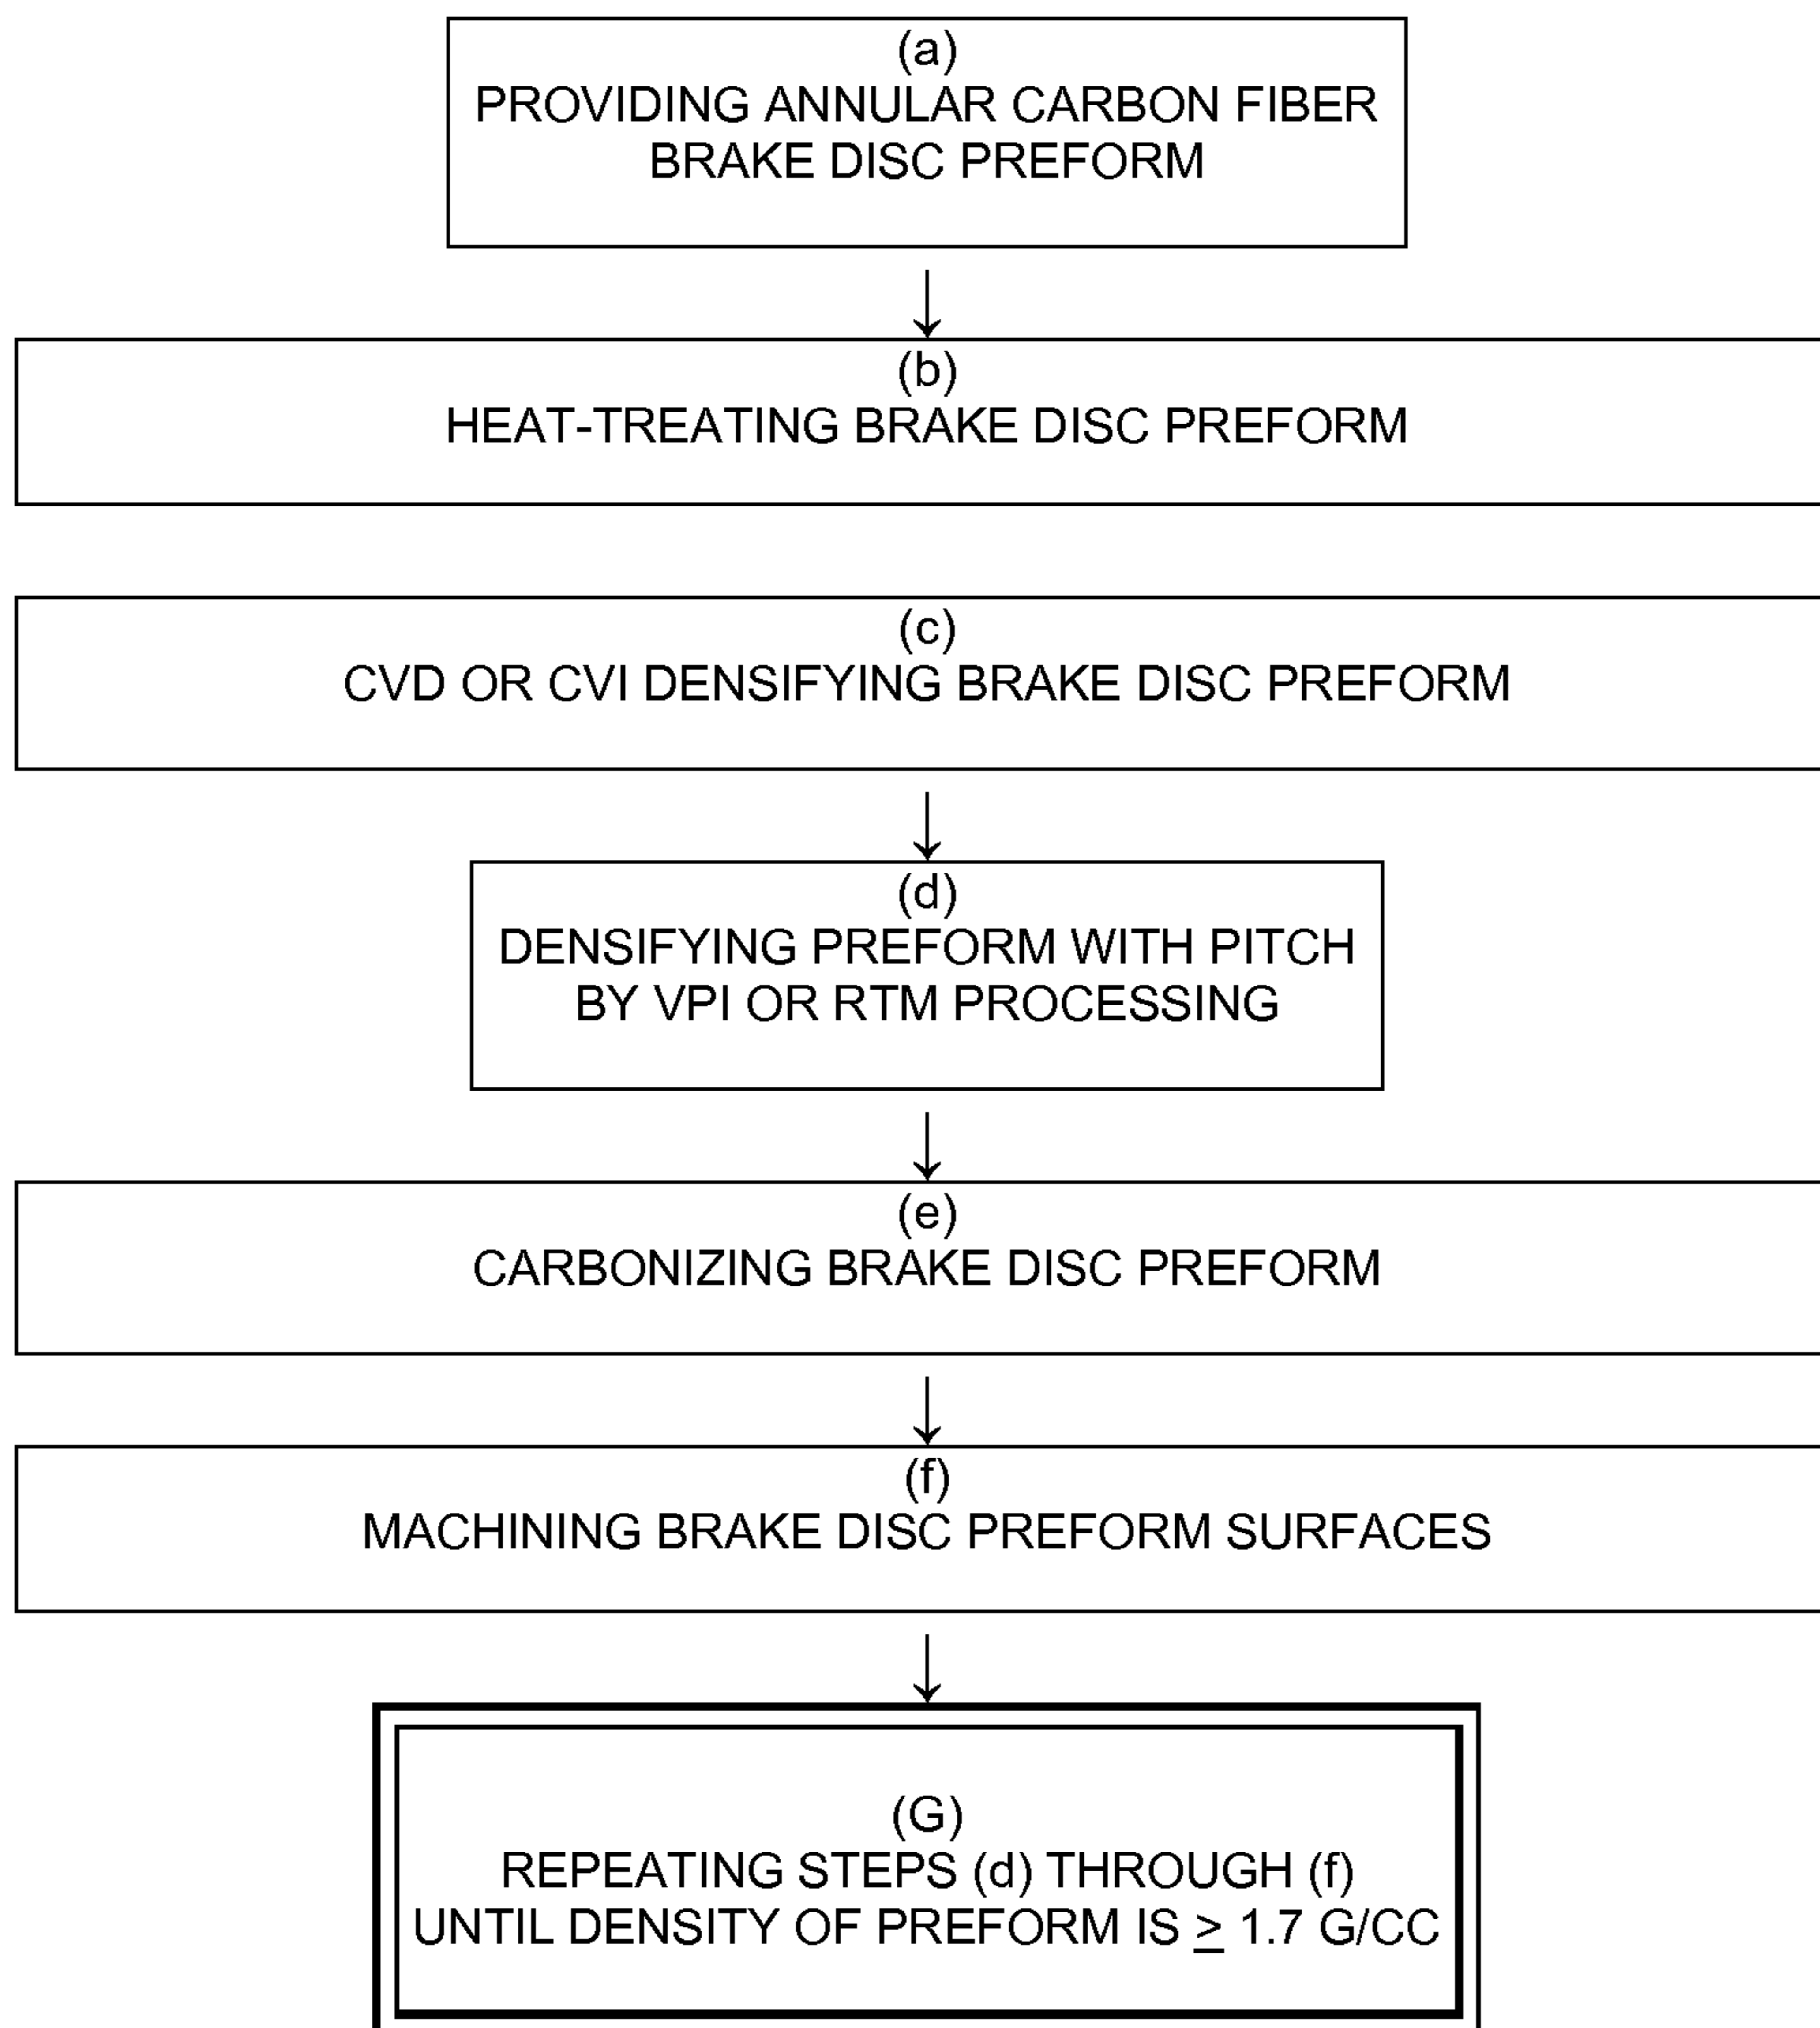 (a)
PROVIDING ANNULAR CARBON FIBER
BRAKE DISC PREFORM
(b)
HEAT-TREATING BRAKE DISC PREFORM
(c)
CVD OR CVI DENSIFYING BRAKE DISC PREFORM
(d)
DENSIFYING PREFORM WITH PITCH
BY VPI OR RTM PROCESSING
(e)
CARBONIZING BRAKE DISC PREFORM
(f)
MACHINING BRAKE DISC PREFORM SURFACES
(G)
REPEATING STEPS (d) THROUGH (f)
UNTIL DENSITY OF PREFORM IS ≥ 1.7 G/CC